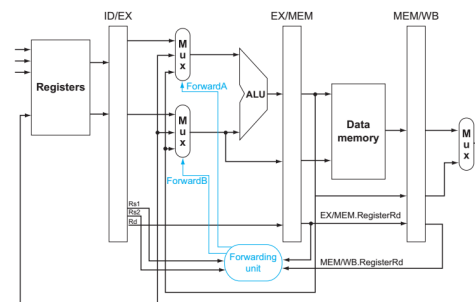 ID/EX
EX/MEM
MEM/WB
Registers
M
u
x
ForwardA
ALU
M
u
x
Data
memory
M
u
x
ForwardB
Rs1
Rs2
Rd
EX/MEM.RegisterRd
Forwarding
unit
MEM/WB.RegisterRd